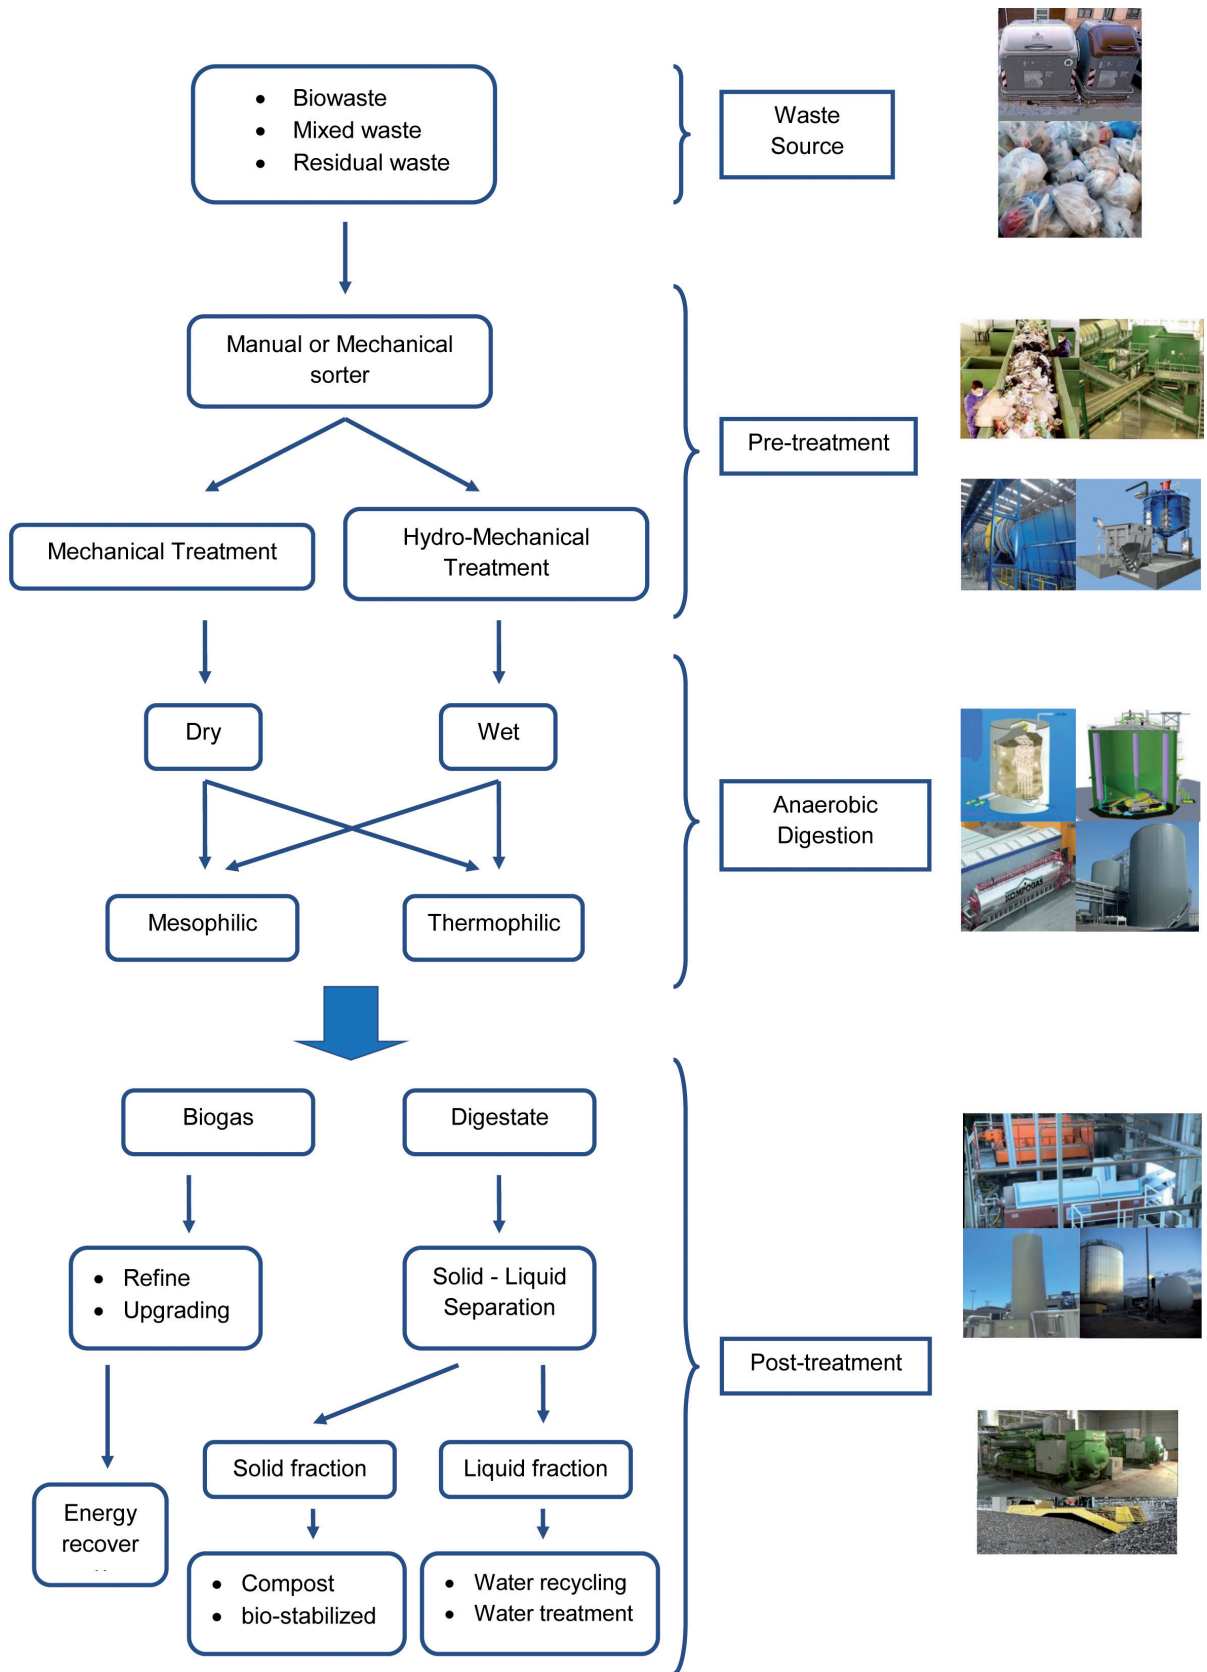 • Biowaste
• Mixed waste
• Residual waste
Waste
Source
Manual or Mechanical
sorter
Pre-treatment
Mechanical Treatment
Hydro-Mechanical
Treatment
Dry
Wet
Anaerobic
Digestion
KOMPOGAS
Mesophilic
Thermophilic
Biogas
Digestate
• Refine
• Upgrading
Solid - Liquid
Separation
Post-treatment
Solid fraction
Liquid fraction
Energy
recover
• Compost
• bio-stabilized
• Water recycling
• Water treatment